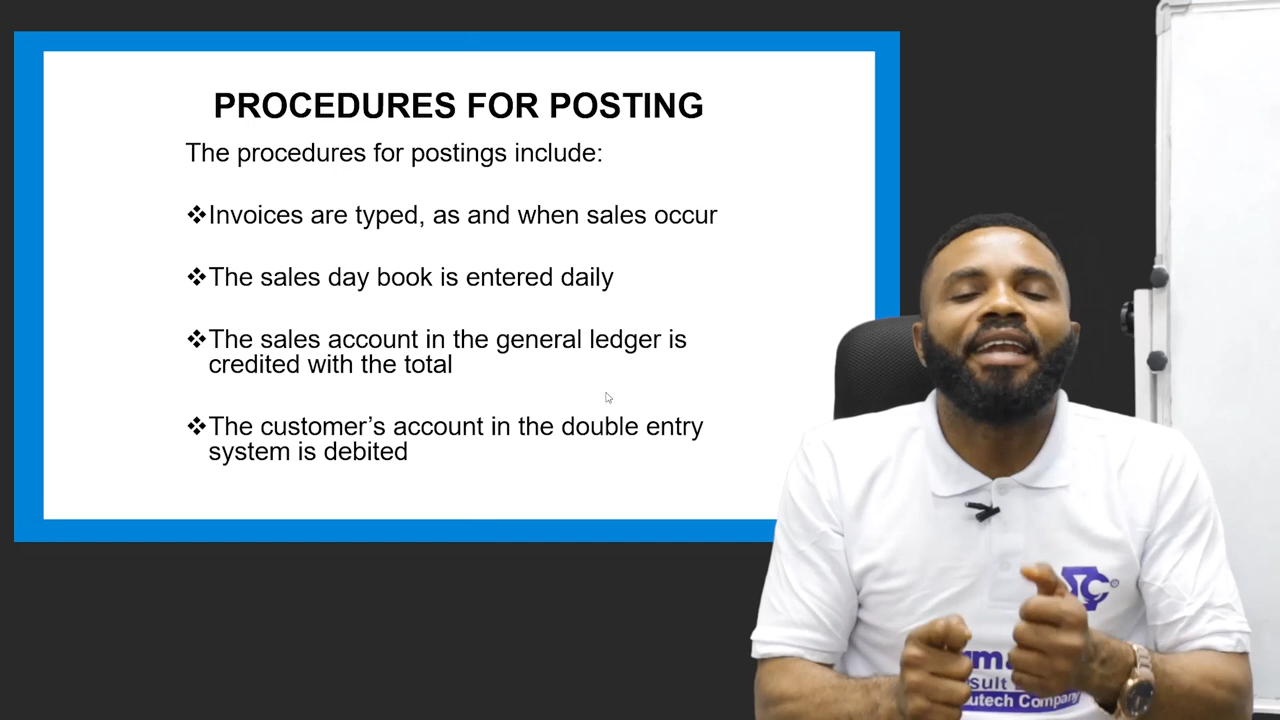 PROCEDURES FOR POSTING
The procedures for postings include:
❖Invoices are typed, as and when sales occur
❖The sales day book is entered daily
❖The sales account in the general ledger is
credited with the total
❖The customer’s account in the double entry
system is debited
Company